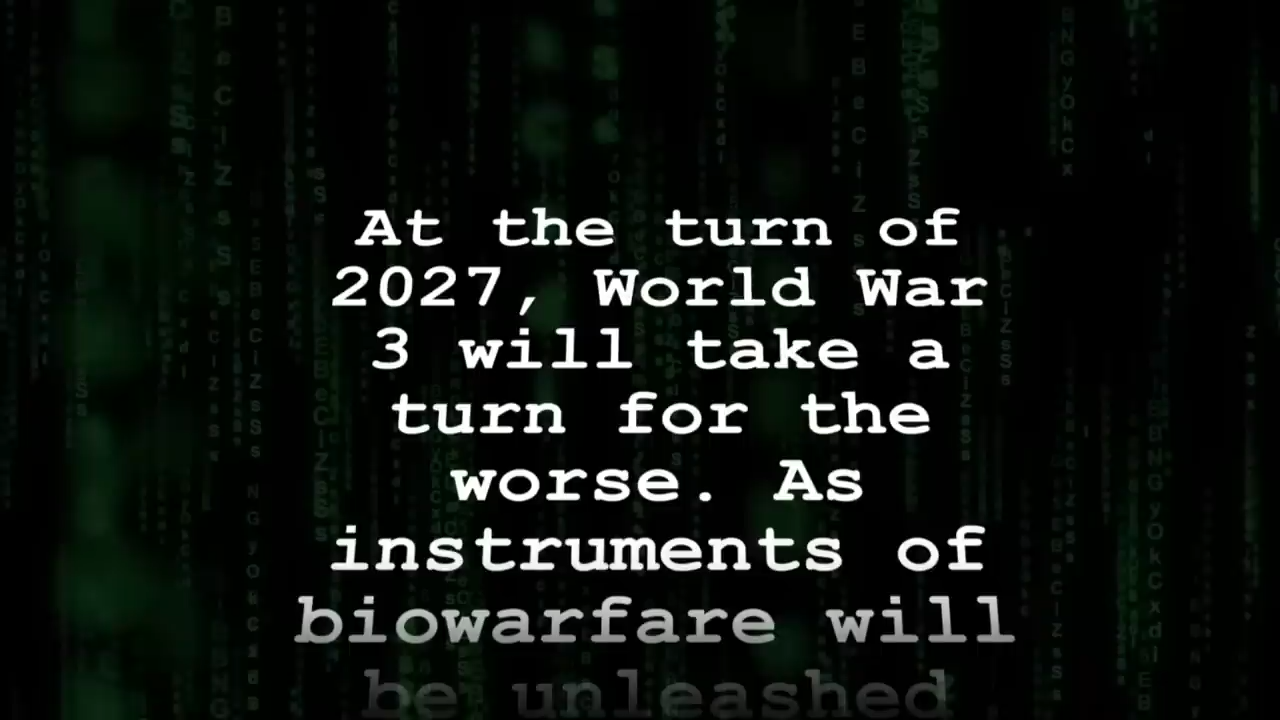 At the turn of
2027, World War
3 will take a
turn for the
worse. As
instruments of
biowarfare will
be unleashed